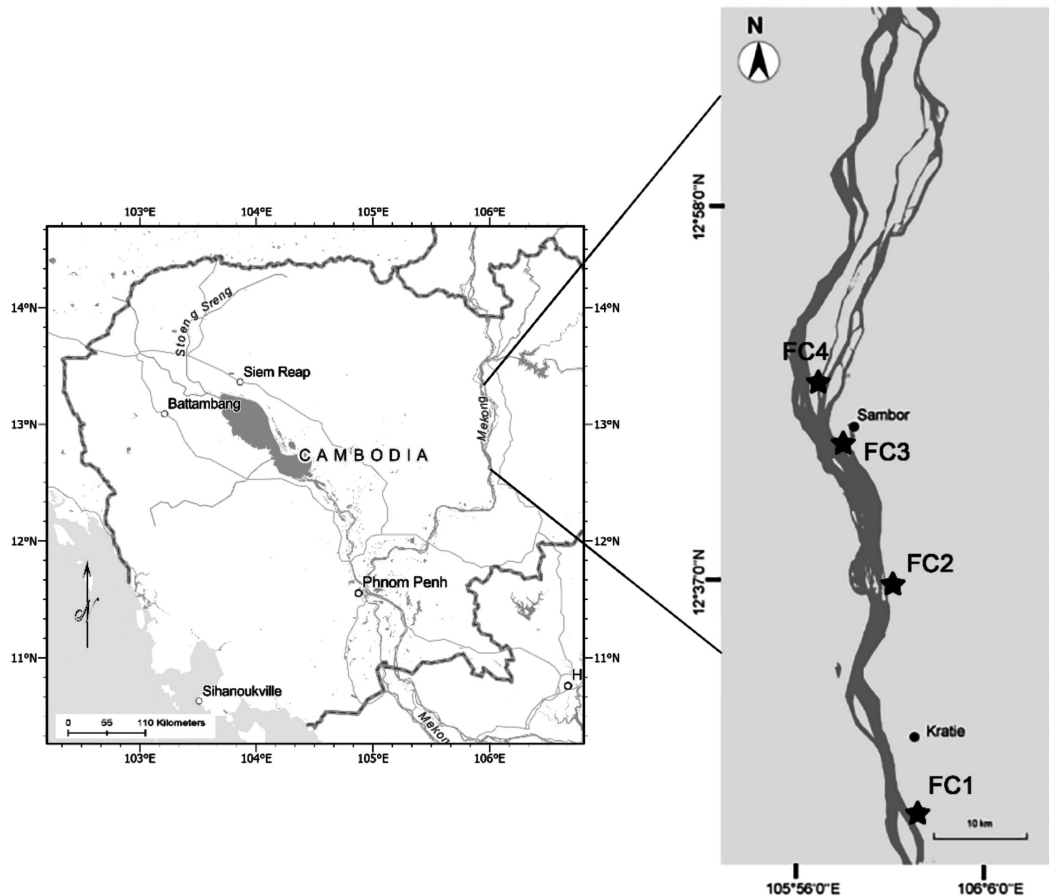 103°E 104°E 105°E 106°E
14°N
13°N
12°N
11°N
14°N
13°N
12°N
11°N
Stoeng Sreng
Siem Reap
Battambang
CAMBODIA
Mekong
Phnom Penh
Sihanoukville
H
Mekon
N
0 55 110 Kilometers
103°E 104°E 105°E 106°E
N
12°58'0"N
12°37'0"N
FC4
Sambor
FC3
FC2
Kratie
FC1
10 km
105°56'0"E 106°6'0"E